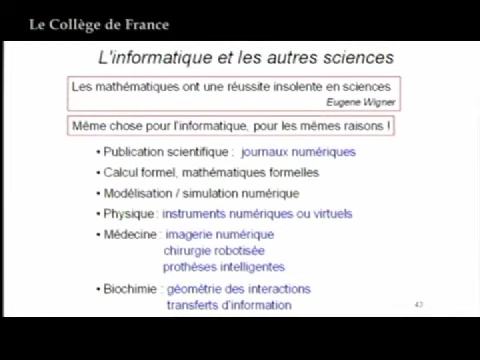 Le Collège de France
L'informatique et les autres sciences
Les mathématiques ont une réussite insolente en sciences
Eugene Wigner
Même chose pour l'informatique, pour les mêmes raisons !
• Publication scientifique : journaux numériques
• Calcul formel, mathématiques formelles
• Modélisation / simulation numérique
• Physique : instruments numériques ou virtuels
• Médecine : imagerie numérique
chirurgie robotisée
prothèses intelligentes
• Biochimie : géométrie des interactions
transferts d'information
43